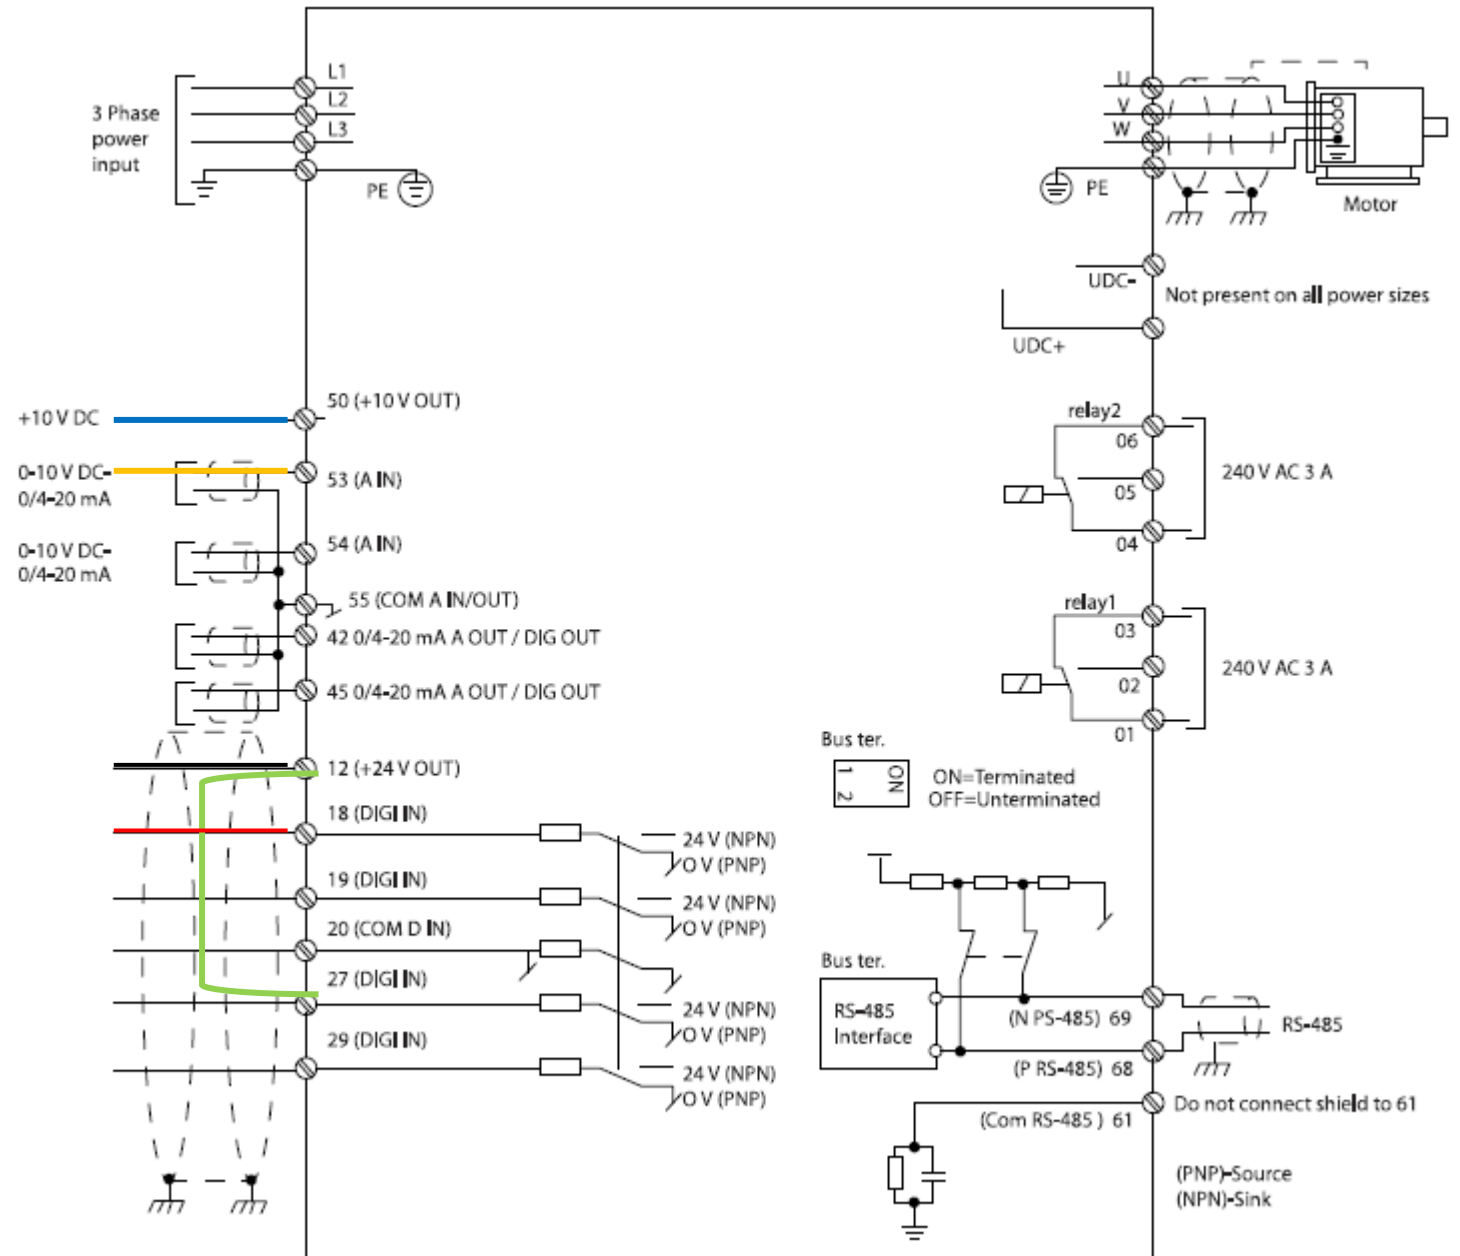 3 Phase
power
input
L1
L2
L3
PE
U
V
W
PE
Motor
UDC-
Not present on all power sizes
UDC+
+10 V DC
50 (+10 V OUT)
0-10 V DC-
0/4-20 mA
53 (A IN)
0-10 V DC-
0/4-20 mA
54 (A IN)
55 (COM A IN/OUT)
42 0/4-20 mA A OUT / DIG OUT
45 0/4-20 mA A OUT / DIG OUT
12 (+24 V OUT)
18 (DIGI IN)
24 V (NPN)
O V (PNP)
19 (DIGI IN)
24 V (NPN)
O V (PNP)
20 (COM D IN)
27 (DIGI IN)
24 V (NPN)
O V (PNP)
29 (DIGI IN)
24 V (NPN)
O V (PNP)
relay2
06
05
04
240 V AC 3 A
relay1
03
02
01
240 V AC 3 A
Bus ter.
1
2
ON
ON=Terminated
OFF=Unterminated
Bus ter.
RS-485
Interface
(N PS-485) 69
RS-485
(P RS-485) 68
(Com RS-485 ) 61
Do not connect shield to 61
(PNP)-Source
(NPN)-Sink